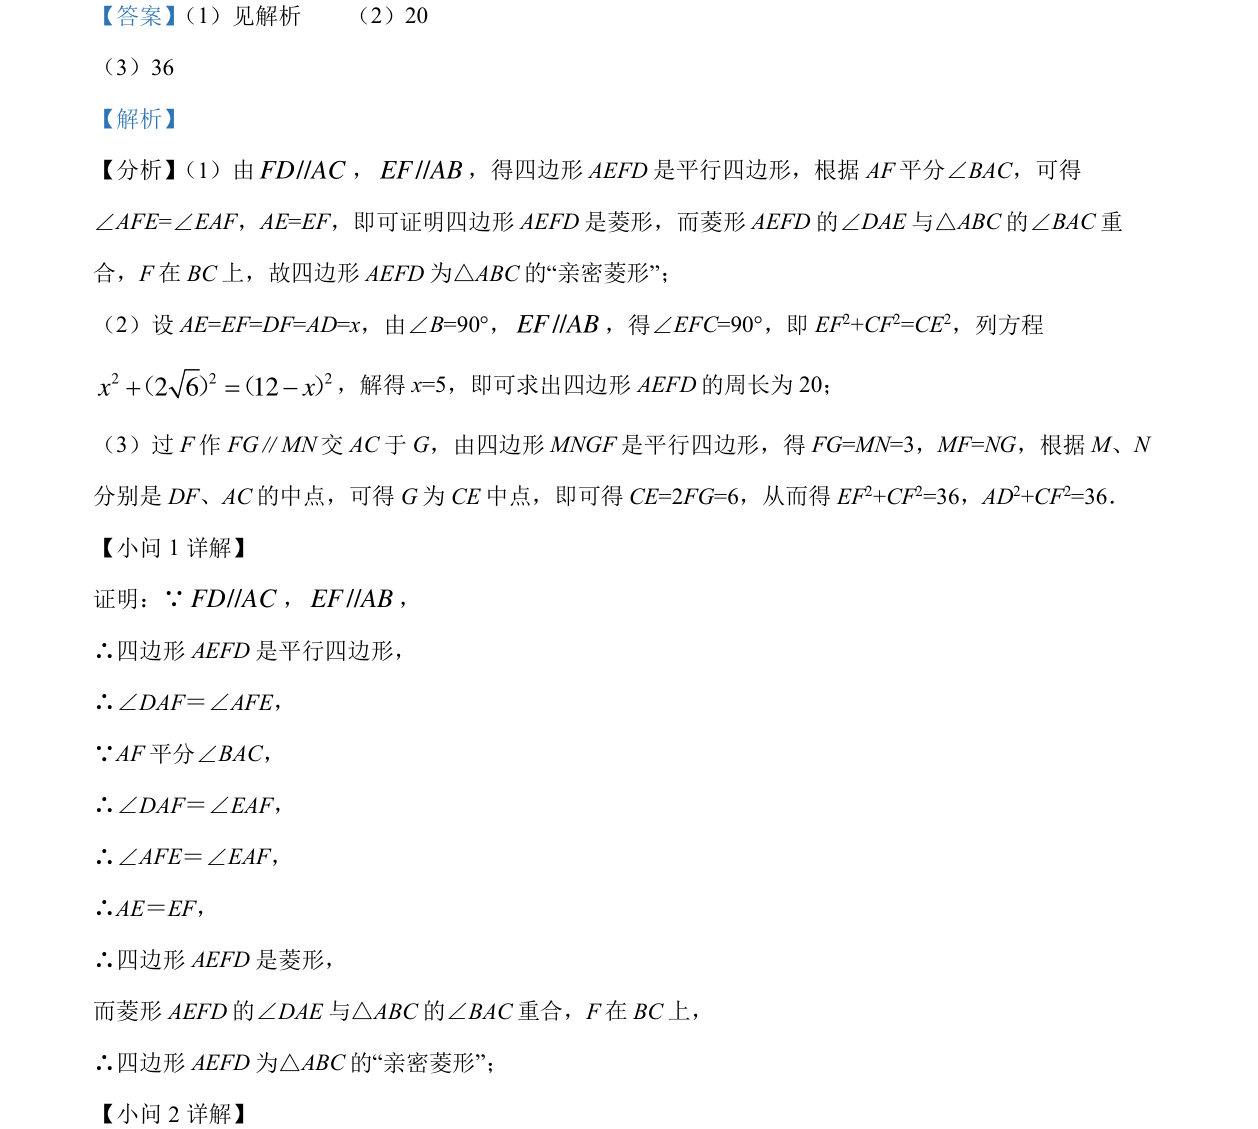 【答案】（1）见解析　　（2）20
（3）36
【解析】
【分析】（1）由 FD//AC ， EF//AB ，得四边形 AEFD 是平行四边形，根据 AF 平分∠BAC，可得
∠AFE=∠EAF，AE=EF，即可证明四边形 AEFD 是菱形，而菱形 AEFD 的∠DAE 与△ABC 的∠BAC 重
合，F 在 BC 上，故四边形 AEFD 为△ABC 的“亲密菱形”；
（2）设 AE=EF=DF=AD=x，由∠B=90°， EF//AB ，得∠EFC=90°，即 EF²+CF²=CE²，列方程
x²+(2√6)²=(12−x)²，解得 x=5，即可求出四边形 AEFD 的周长为 20；
（3）过 F 作 FG∥MN 交 AC 于 G，由四边形 MNGF 是平行四边形，得 FG=MN=3，MF=NG，根据 M、N
分别是 DF、AC 的中点，可得 G 为 CE 中点，即可得 CE=2FG=6，从而得 EF²+CF²=36，AD²+CF²=36．
【小问 1 详解】
证明：∵ FD//AC ， EF//AB ，
∴四边形 AEFD 是平行四边形，
∴∠DAF＝∠AFE，
∵AF 平分∠BAC，
∴∠DAF＝∠EAF，
∴∠AFE＝∠EAF，
∴AE＝EF，
∴四边形 AEFD 是菱形，
而菱形 AEFD 的∠DAE 与△ABC 的∠BAC 重合，F 在 BC 上，
∴四边形 AEFD 为△ABC 的“亲密菱形”；
【小问 2 详解】